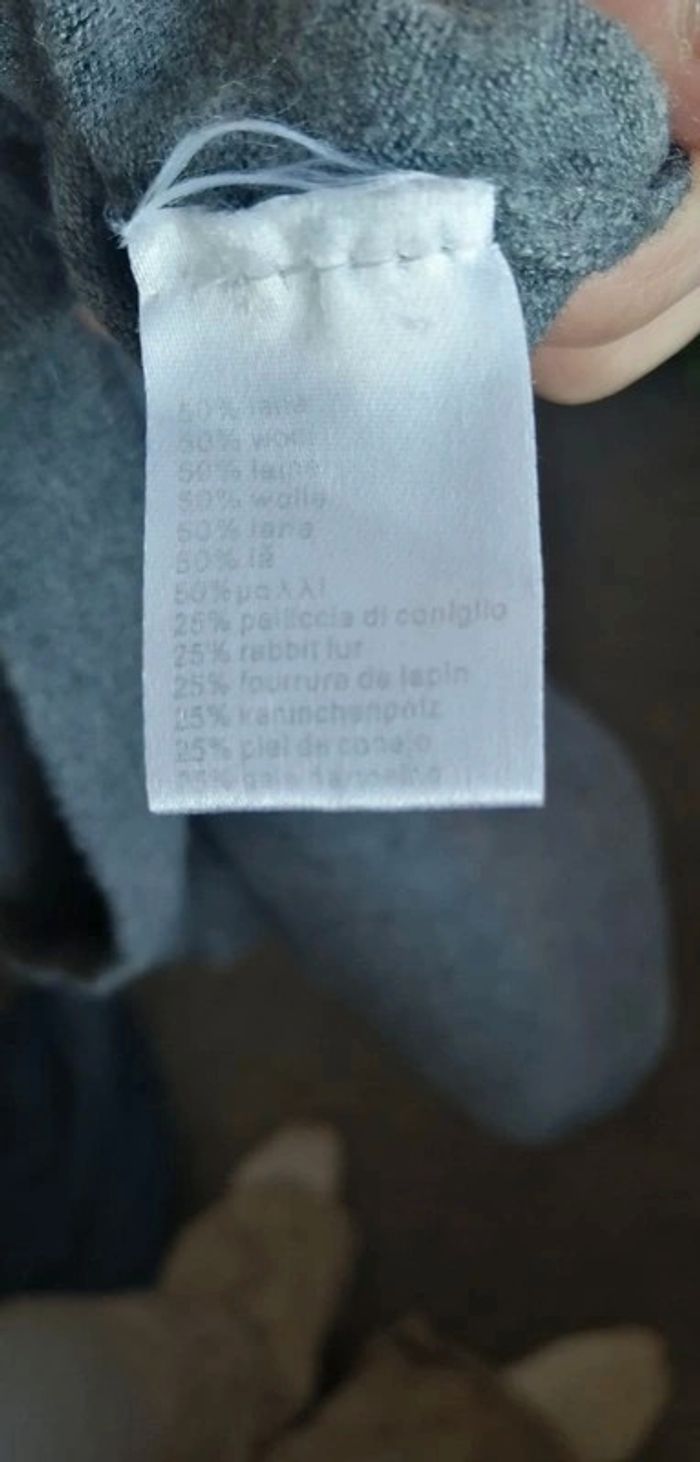 50% lana
50% wool
50% laine
50% wolle
50% lana
50% lã
50% μαλλί
25% pelliccia di coniglio
25% rabbit fur
25% fourrure de lapin
25% kaninchenpelz
25% piel de conejo
25%